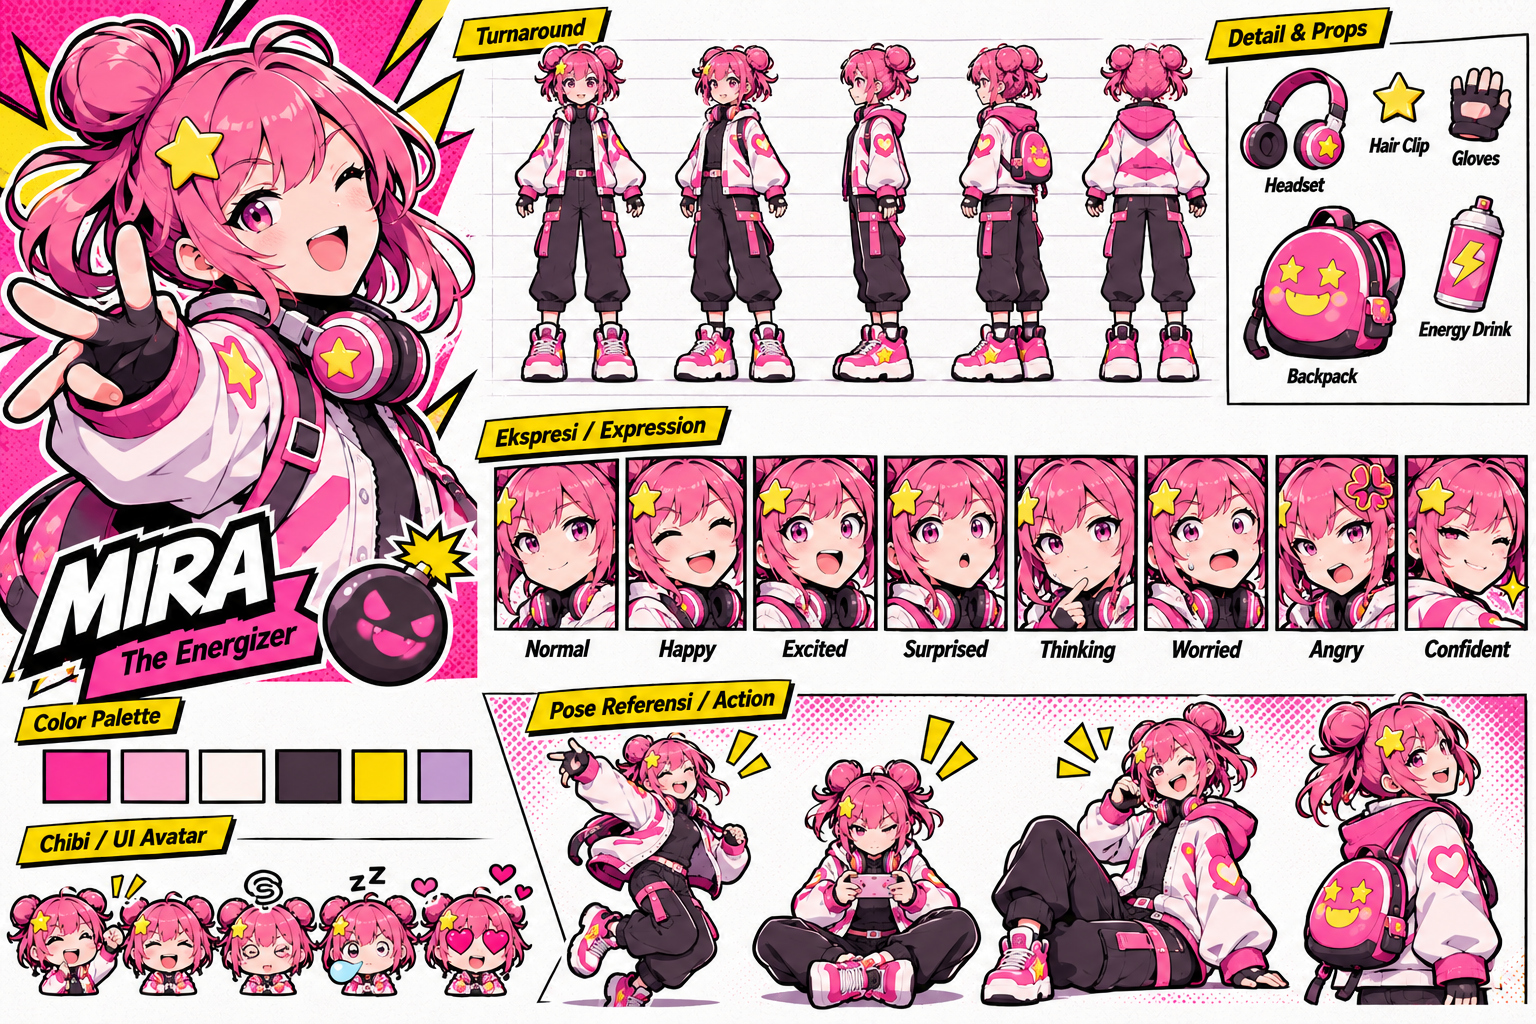 MIRA
The Energizer
Color Palette
Chibi / UI Avatar
zZ
Turnaround
Detail & Props
Headset
Hair Clip
Gloves
Backpack
Energy Drink
Ekspresi / Expression
Normal
Happy
Excited
Surprised
Thinking
Worried
Angry
Confident
Pose Referensi / Action